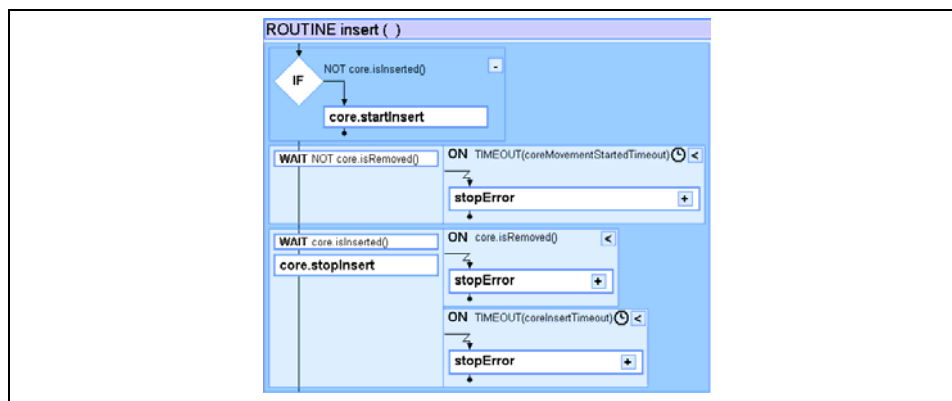 ROUTINE insert ( )
IF
NOT core.isInserted()
-
core.startInsert
WAIT NOT core.isRemoved()
ON TIMEOUT(coreMovementStartedTimeout) <
stopError +
WAIT core.isInserted()
core.stopInsert
ON core.isRemoved() <
stopError +
ON TIMEOUT(coreInsertTimeout) <
stopError +